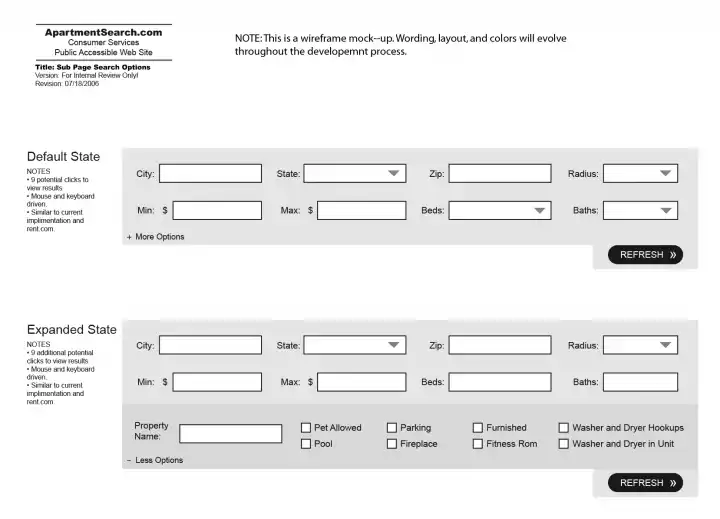 ApartmentSearch.com
Consumer Services
Public Accessible Web Site
Title: Sub Page Search Options
Version: For Internal Review Only!
Revision: 07/18/2006
NOTE: This is a wireframe mock--up. Wording, layout, and colors will evolve
throughout the developemnt process.
Default State
NOTES
• 9 potential clicks to
view results
• Mouse and keyboard
driven.
• Similar to current
implimentation and
rent.com.
City: State: Zip: Radius:
Min: $ Max: $ Beds: Baths:
+ More Options
REFRESH »
Expanded State
NOTES
• 9 additional potential
clicks to view results
• Mouse and keyboard
driven.
• Similar to current
implimentation and
rent.com.
City: State: Zip: Radius:
Min: $ Max: $ Beds: Baths:
Property
Name:
Pet Allowed Parking Furnished Washer and Dryer Hookups
Pool Fireplace Fitness Rom Washer and Dryer in Unit
– Less Options
REFRESH »